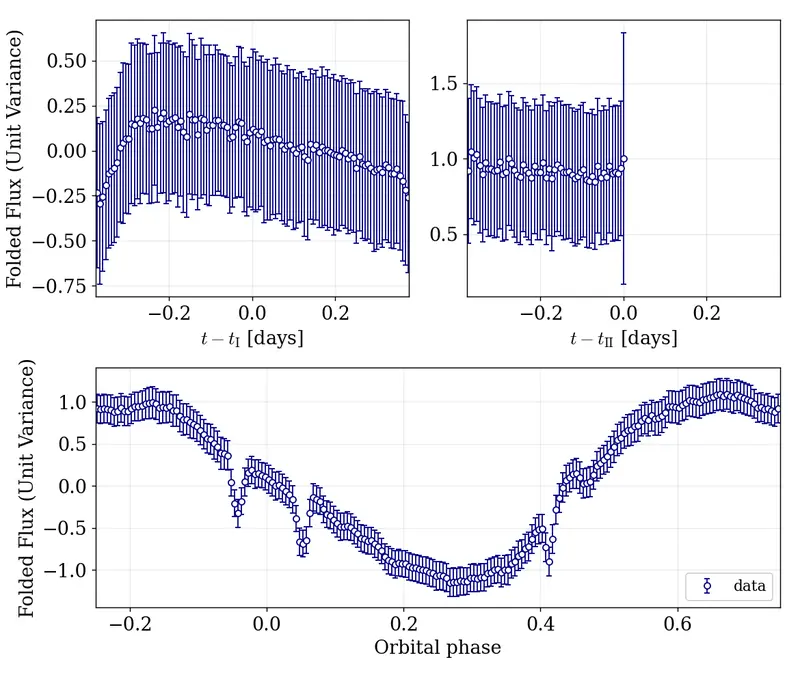 Folded Flux (Unit Variance)
0.50
0.25
0.00
−0.25
−0.50
−0.75
−0.2 0.0 0.2
t − tI [days]
1.5
1.0
0.5
−0.2 0.0 0.2
t − tII [days]
Folded Flux (Unit Variance)
1.0
0.5
0.0
−0.5
−1.0
data
−0.2 0.0 0.2 0.4 0.6
Orbital phase